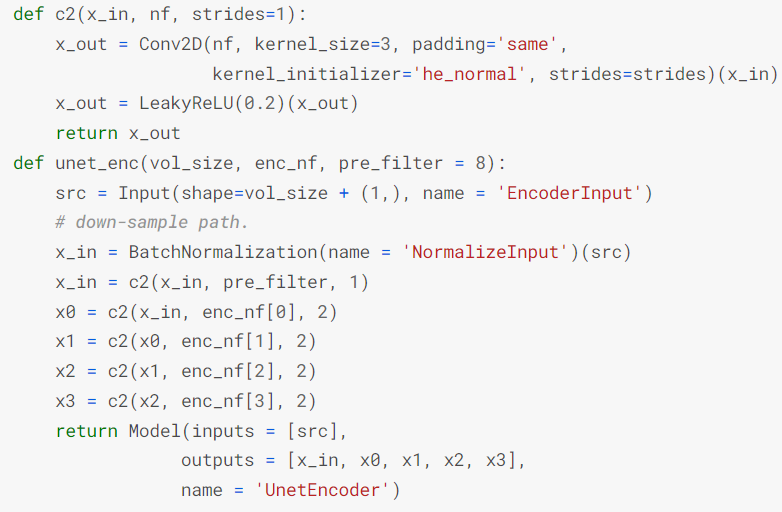 def c2(x_in, nf, strides=1):
    x_out = Conv2D(nf, kernel_size=3, padding='same',
                   kernel_initializer='he_normal', strides=strides)(x_in)
    x_out = LeakyReLU(0.2)(x_out)
    return x_out
def unet_enc(vol_size, enc_nf, pre_filter = 8):
    src = Input(shape=vol_size + (1,), name = 'EncoderInput')
    # down-sample path.
    x_in = BatchNormalization(name = 'NormalizeInput')(src)
    x_in = c2(x_in, pre_filter, 1)
    x0 = c2(x_in, enc_nf[0], 2)
    x1 = c2(x0, enc_nf[1], 2)
    x2 = c2(x1, enc_nf[2], 2)
    x3 = c2(x2, enc_nf[3], 2)
    return Model(inputs = [src],
                outputs = [x_in, x0, x1, x2, x3],
                name = 'UnetEncoder')